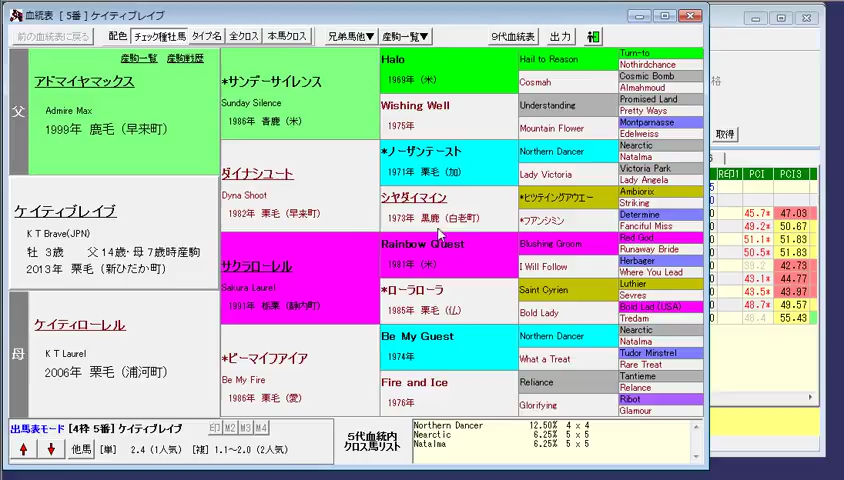 血統表 [ 5番 ] ケイティブレイブ
前の血統表に戻る 配色 チェック種牡馬 タイプ名 全クロス 本馬クロス 兄弟馬他▼ 産駒一覧▼ 9代血統表 出力
父
産駒一覧 産駒戦歴
アドマイヤマックス
Admire Max
1999年 鹿毛 (早来町)
ケイティブレイブ
K T Brave(JPN)
牡 3歳 父14歳・母7歳時産駒
2013年 栗毛 (新ひだか町)
母
ケイティローレル
K T Laurel
2006年 栗毛 (浦河町)
*サンデーサイレンス
Sunday Silence
1986年 青鹿 (米)
ダイナシュート
Dyna Shoot
1982年 栗毛 (早来町)
サクラローレル
Sakura Laurel
1991年 栃栗 (静内町)
*ビーマイファイア
Be My Fire
1986年 栗毛 (愛)
Halo
1969年 (米)
Wishing Well
1975年
*ノーザンテースト
1971年 栗毛 (加)
シャダイマイン
1973年 黒鹿 (白老町)
Rainbow Quest
1981年 (米)
*ローラローラ
1985年 栗毛 (仏)
Be My Guest
1974年
Fire and Ice
1976年
Hail to Reason
Cosmah
Understanding
Mountain Flower
Northern Dancer
Lady Victoria
*ヒツテイングアウエー
*フアンシミン
Blushing Groom
I Will Follow
Saint Cyrien
Bold Lady
Northern Dancer
What a Treat
Reliance
Glorifying
Turn-to
Nothirdchance
Cosmic Bomb
Almahmoud
Promised Land
Pretty Ways
Montparnasse
Edelweiss
Nearctic
Natalma
Victoria Park
Lady Angela
Ambiorix
Striking
Determine
Fanciful Miss
Red God
Runaway Bride
Herbager
Where You Lead
Luthier
Sevres
Bold Lad (USA)
Tredam
Nearctic
Natalma
Tudor Minstrel
Rare Treat
Tantieme
Relance
Ribot
Glamour
出馬表モード [4枠 5番] ケイティブレイブ 印 M2 M3 M4
他馬 [単] 2.4 (1人気) [複] 1.1～2.0 (2人気)
5代血統内
クロス馬リスト
Northern Dancer 12.50% 4 x 4
Nearctic 6.25% 5 x 5
Natalma 6.25% 5 x 5
格
取得
RED1 PCI PCI3
45.7* 47.03
49.2* 50.67
51.1* 51.83
50.5* 51.83
39.2 42.73
43.1* 44.77
43.5* 43.97
48.7* 49.57
48.4 55.43